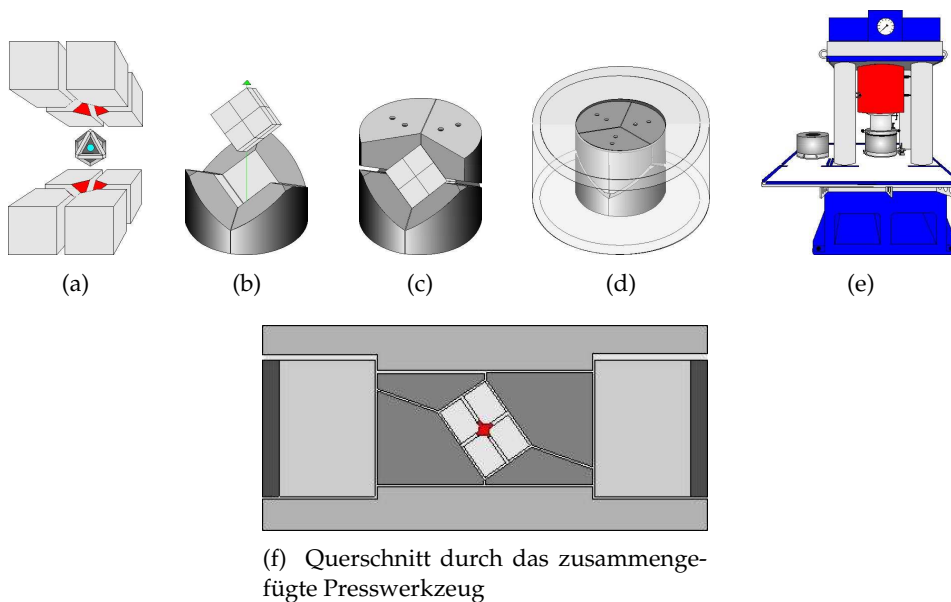 (a)
(b)
(c)
(d)
(e)
(f) Querschnitt durch das zusammenge-
fügte Presswerkzeug